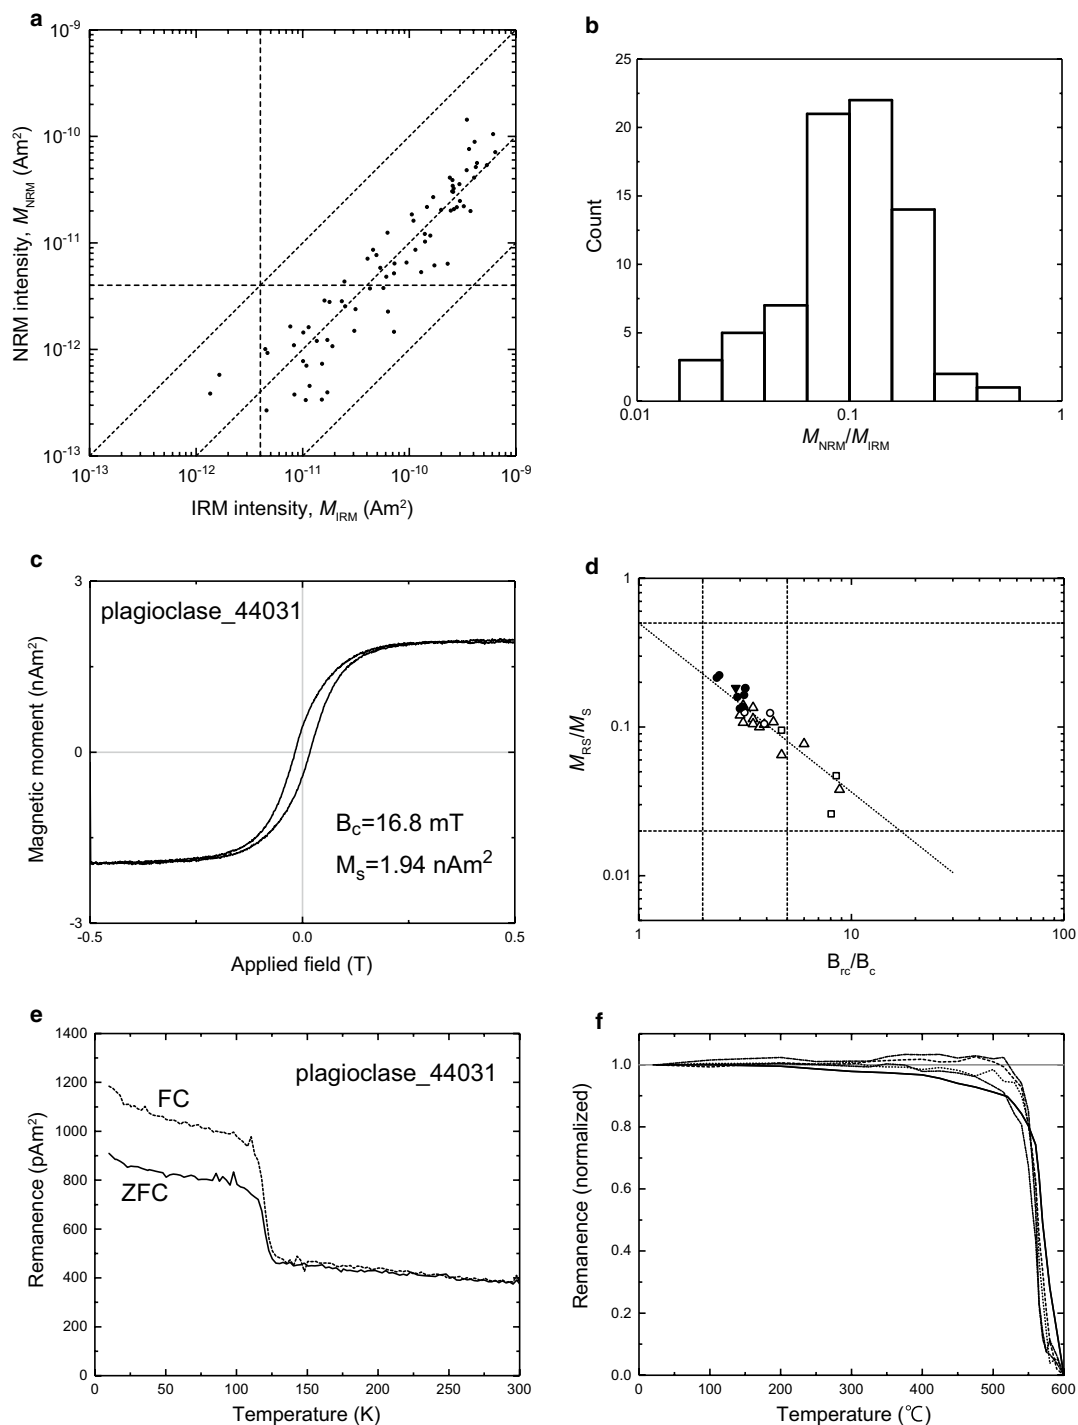 a
10⁻⁹
10⁻¹⁰
10⁻¹¹
10⁻¹²
10⁻¹³
NRM intensity, M_NRM (Am²)
10⁻¹³ 10⁻¹² 10⁻¹¹ 10⁻¹⁰ 10⁻⁹
IRM intensity, M_IRM (Am²)
b
25
20
15
10
5
0
Count
0.01 0.1 1
M_NRM/M_IRM
c
3
0
-3
Magnetic moment (nAm²)
plagioclase_44031
B_c=16.8 mT
M_s=1.94 nAm²
-0.5 0.0 0.5
Applied field (T)
d
1
0.1
0.01
M_RS/M_S
1 10 100
B_rc/B_c
e
1400
1200
1000
800
600
400
200
0
Remanence (pAm²)
plagioclase_44031
FC
ZFC
0 50 100 150 200 250 300
Temperature (K)
f
1.0
0.8
0.6
0.4
0.2
0.0
Remanence (normalized)
0 100 200 300 400 500 600
Temperature (℃)